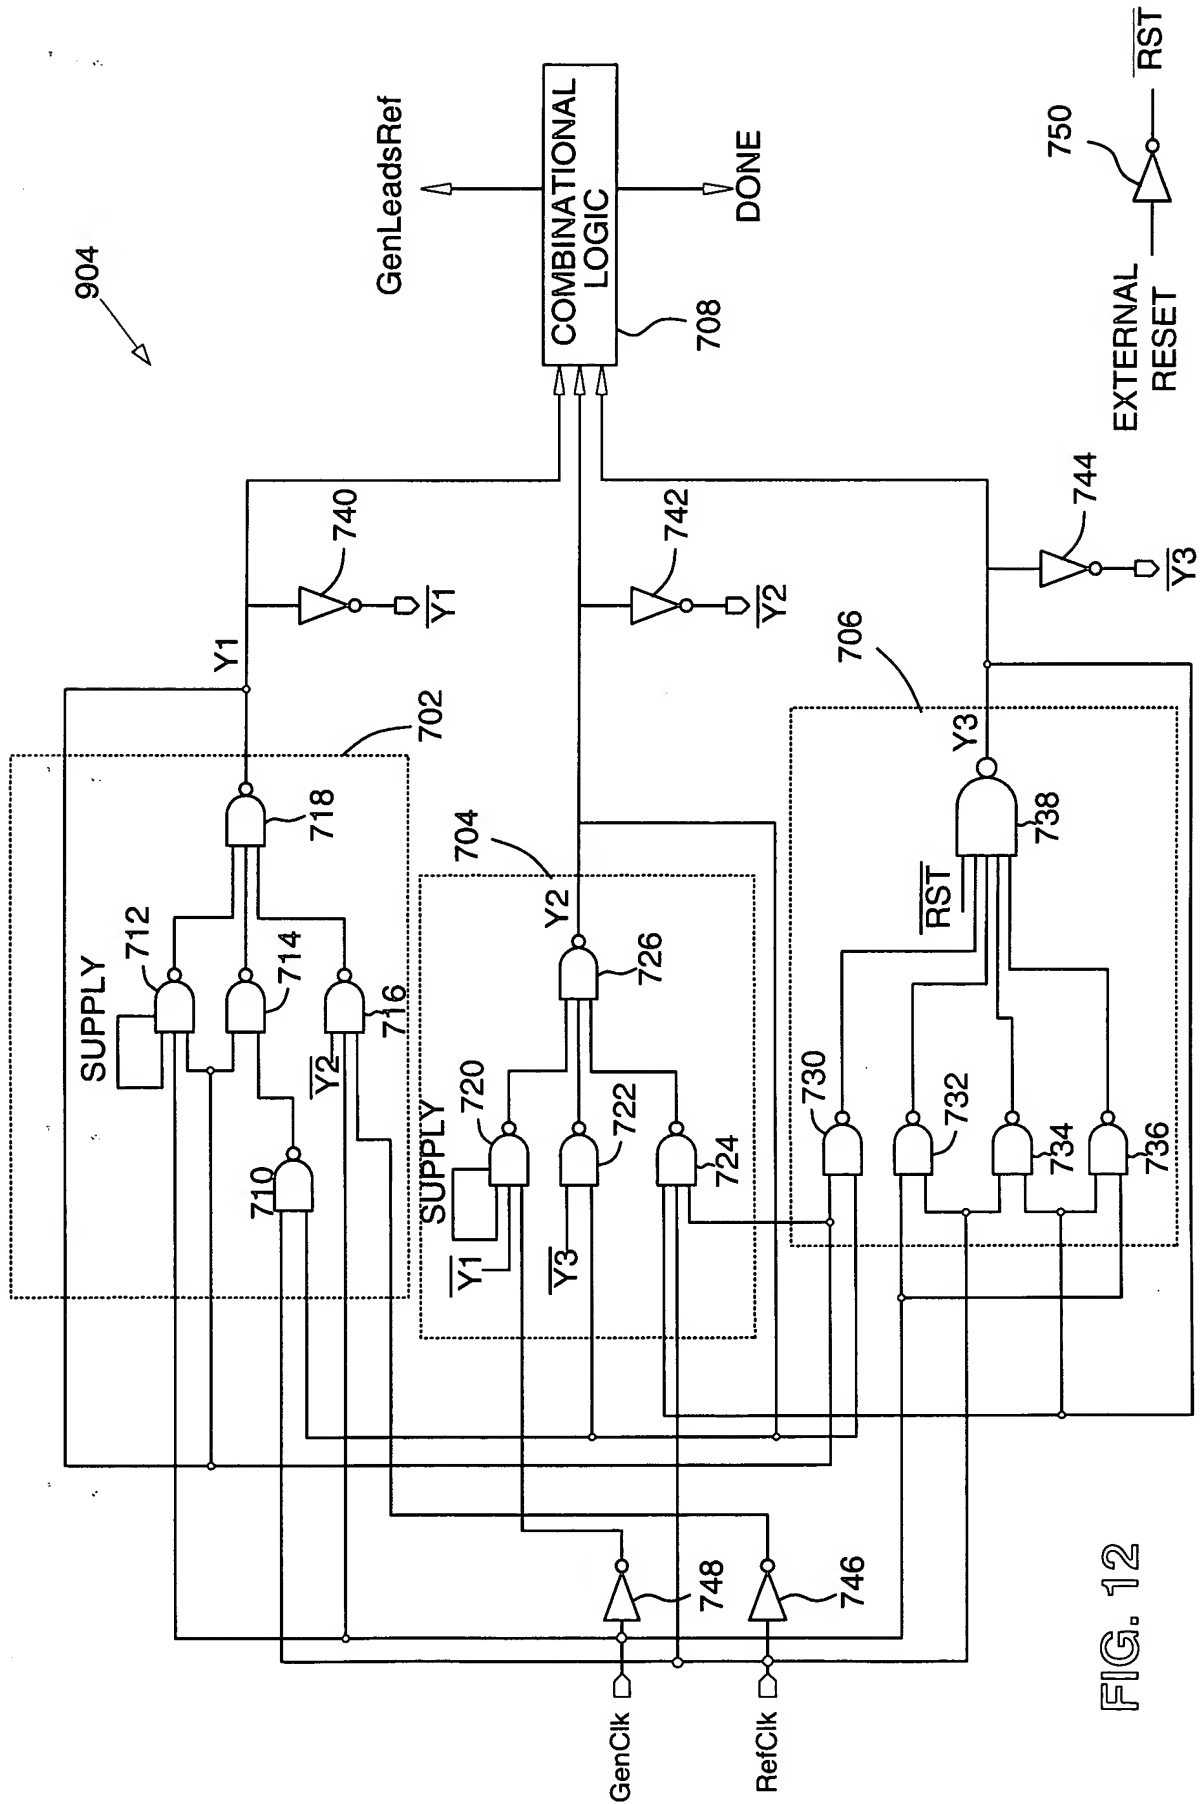 904
GenLeadsRef
COMBINATIONAL
LOGIC
708
DONE
750
EXTERNAL
RESET
RST
Y1
740
Y1
742
Y2
744
Y3
702
SUPPLY
712
714
Y2
716
718
710
704
SUPPLY
720
Y1
722
Y3
724
726
Y2
706
730
732
734
736
RST
738
Y3
GenClk
748
RefClk
746
FIG. 12